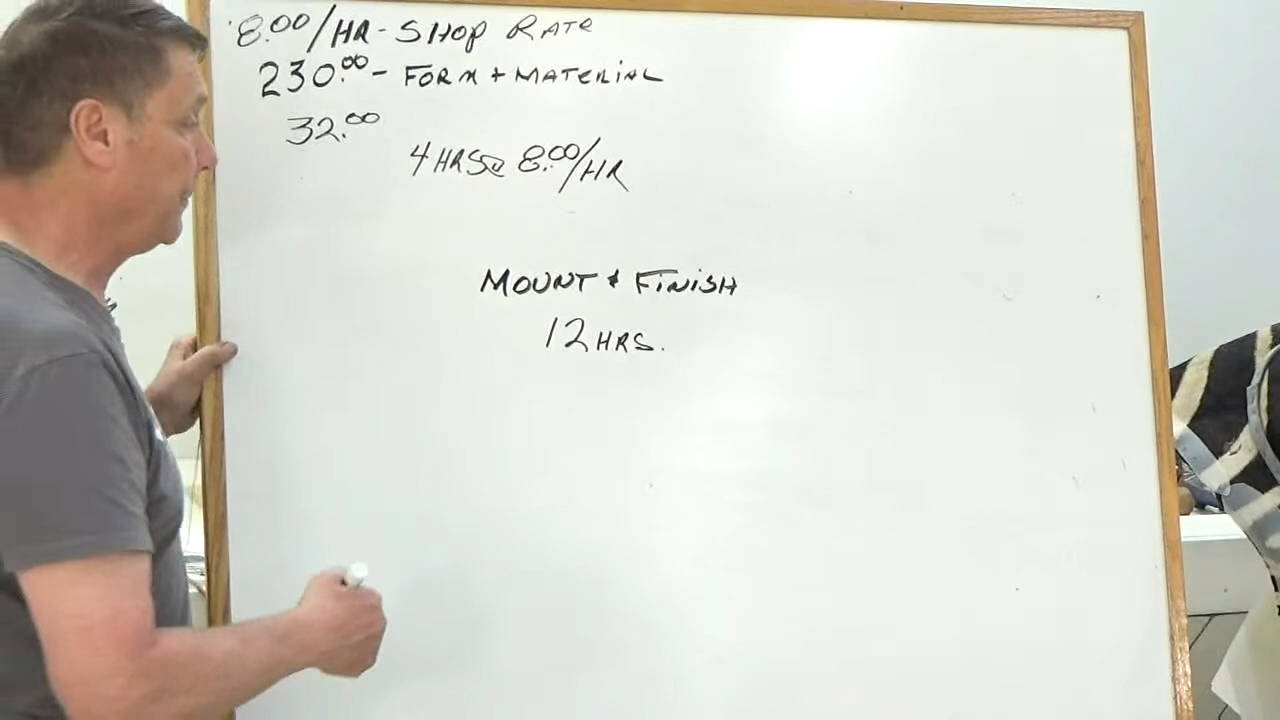 8.00/HR - SHOP RATE
230.00 - FORM + MATERIAL
32.00
4 HRS @ 8.00/HR
MOUNT & FINISH
12 HRS.